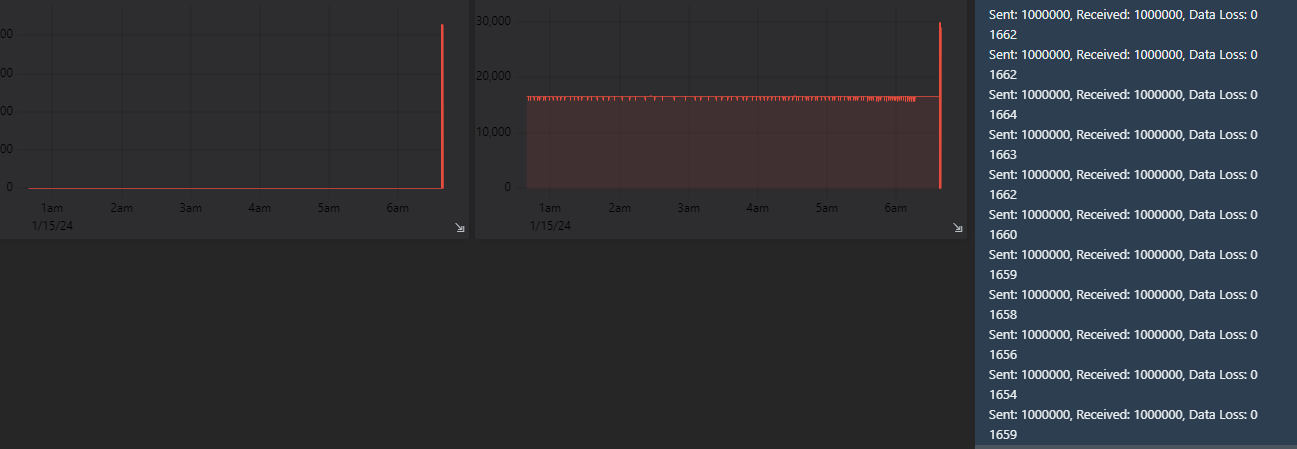 00
00
00
00
0
1am 2am 3am 4am 5am 6am
1/15/24
30,000
20,000
10,000
0
1am 2am 3am 4am 5am 6am
1/15/24
Sent: 1000000, Received: 1000000, Data Loss: 0
1662
Sent: 1000000, Received: 1000000, Data Loss: 0
1662
Sent: 1000000, Received: 1000000, Data Loss: 0
1664
Sent: 1000000, Received: 1000000, Data Loss: 0
1663
Sent: 1000000, Received: 1000000, Data Loss: 0
1662
Sent: 1000000, Received: 1000000, Data Loss: 0
1660
Sent: 1000000, Received: 1000000, Data Loss: 0
1659
Sent: 1000000, Received: 1000000, Data Loss: 0
1658
Sent: 1000000, Received: 1000000, Data Loss: 0
1656
Sent: 1000000, Received: 1000000, Data Loss: 0
1654
Sent: 1000000, Received: 1000000, Data Loss: 0
1659